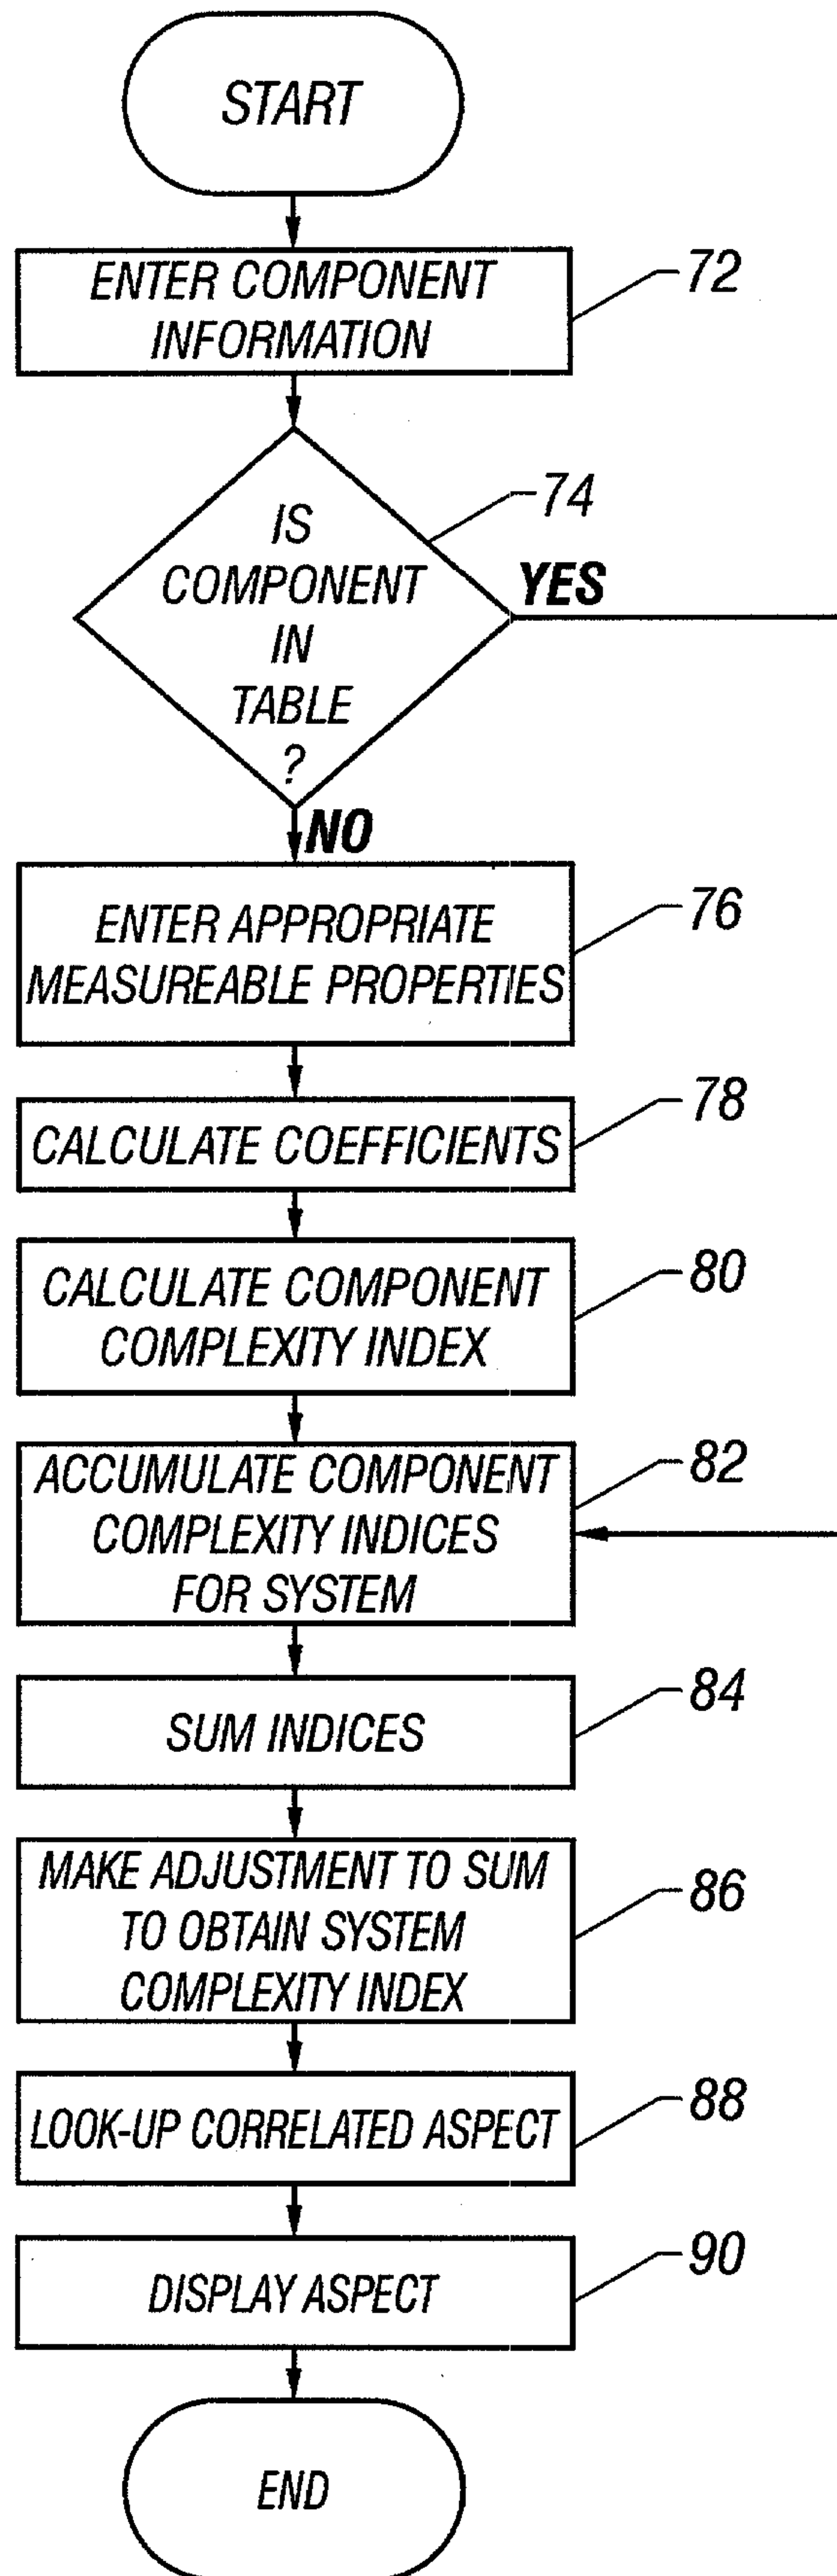 START
ENTER COMPONENT
INFORMATION
72
IS
COMPONENT
IN
TABLE
?
74
YES
NO
ENTER APPROPRIATE
MEASUREABLE PROPERTIES
76
CALCULATE COEFFICIENTS
78
CALCULATE COMPONENT
COMPLEXITY INDEX
80
ACCUMULATE COMPONENT
COMPLEXITY INDICES
FOR SYSTEM
82
SUM INDICES
84
MAKE ADJUSTMENT TO SUM
TO OBTAIN SYSTEM
COMPLEXITY INDEX
86
LOOK-UP CORRELATED ASPECT
88
DISPLAY ASPECT
90
END